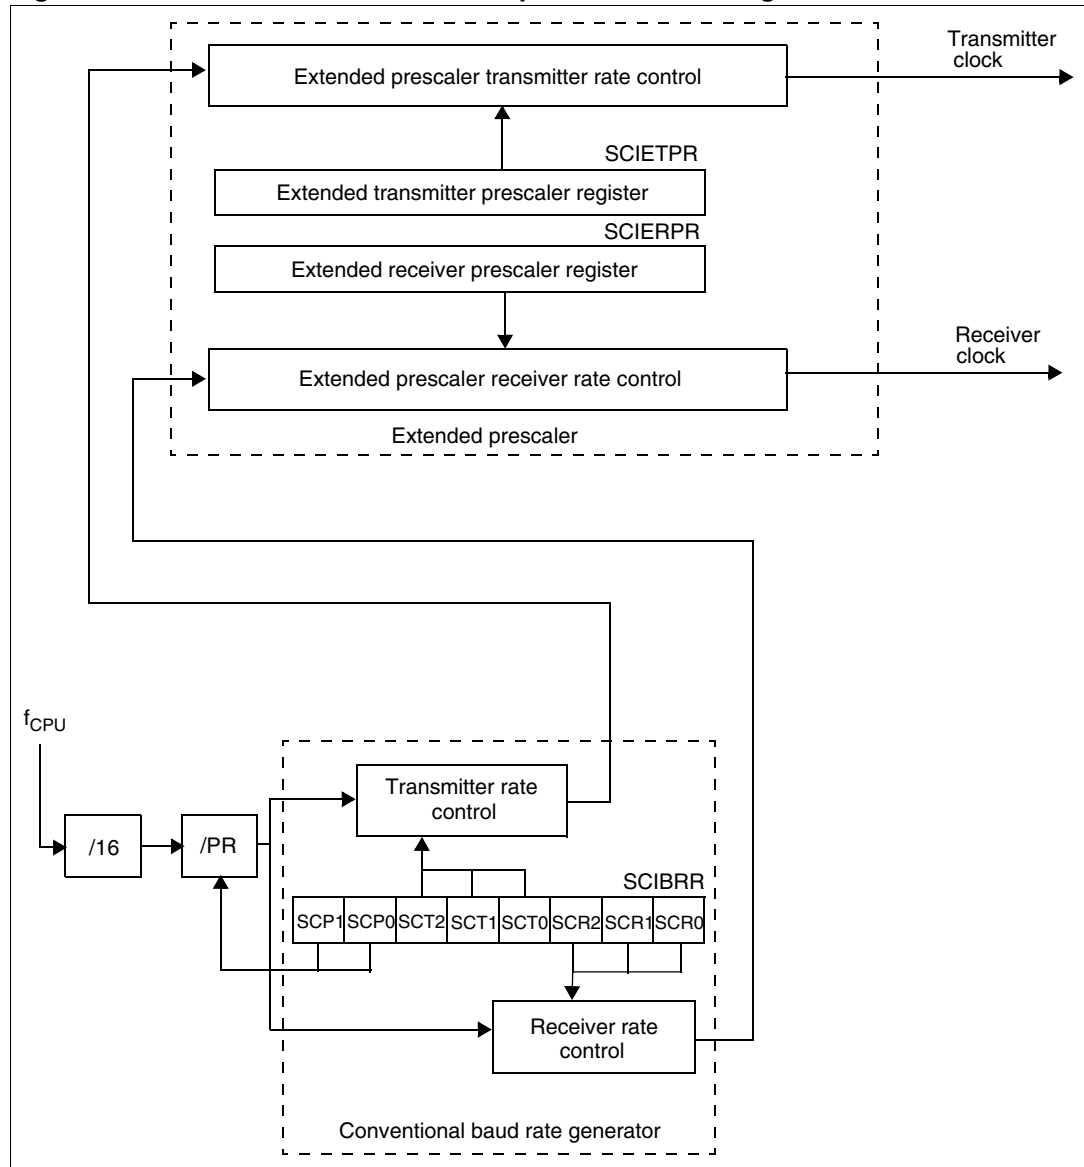 Transmitter
clock
Extended prescaler transmitter rate control
SCIETPR
Extended transmitter prescaler register
SCIERPR
Extended receiver prescaler register
Receiver
clock
Extended prescaler receiver rate control
Extended prescaler
fCPU
Transmitter rate
control
/16
/PR
SCIBRR
SCP1 SCP0 SCT2 SCT1 SCT0 SCR2 SCR1 SCR0
Receiver rate
control
Conventional baud rate generator